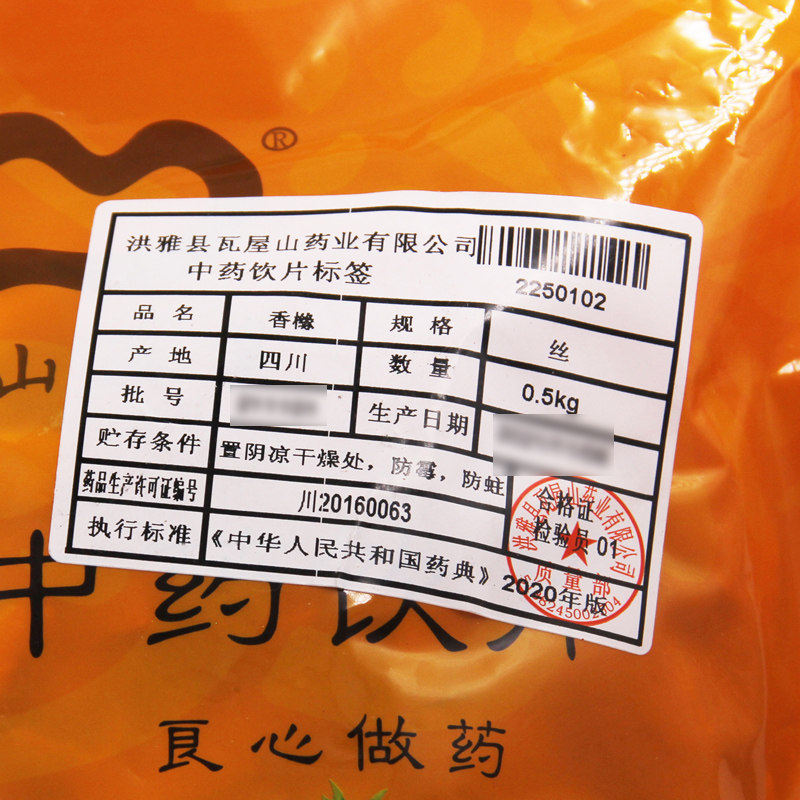 ®
洪雅县瓦屋山药业有限公司
中药饮片标签
2250102
品名 香橼 规格 丝
产地 四川 数量 0.5kg
批号 生产日期
贮存条件 置阴凉干燥处，防霉，防蛀
药品生产许可证编号 川20160063
合格证
检验员 01
执行标准 《中华人民共和国药典》2020年版
质量部
山
中药饮片
良心做药